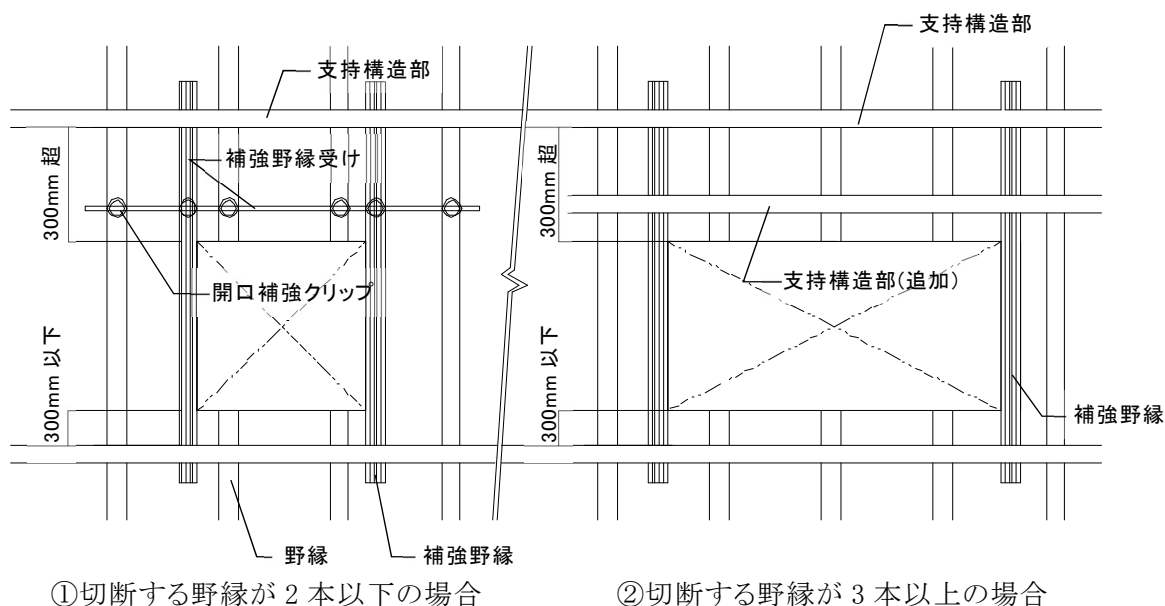 支持構造部
支持構造部
300mm 超
補強野縁受け
300mm 超
開口補強クリップ
支持構造部(追加)
300mm 以下
300mm 以下
補強野縁
野縁
補強野縁
①切断する野縁が 2 本以下の場合
②切断する野縁が 3 本以上の場合